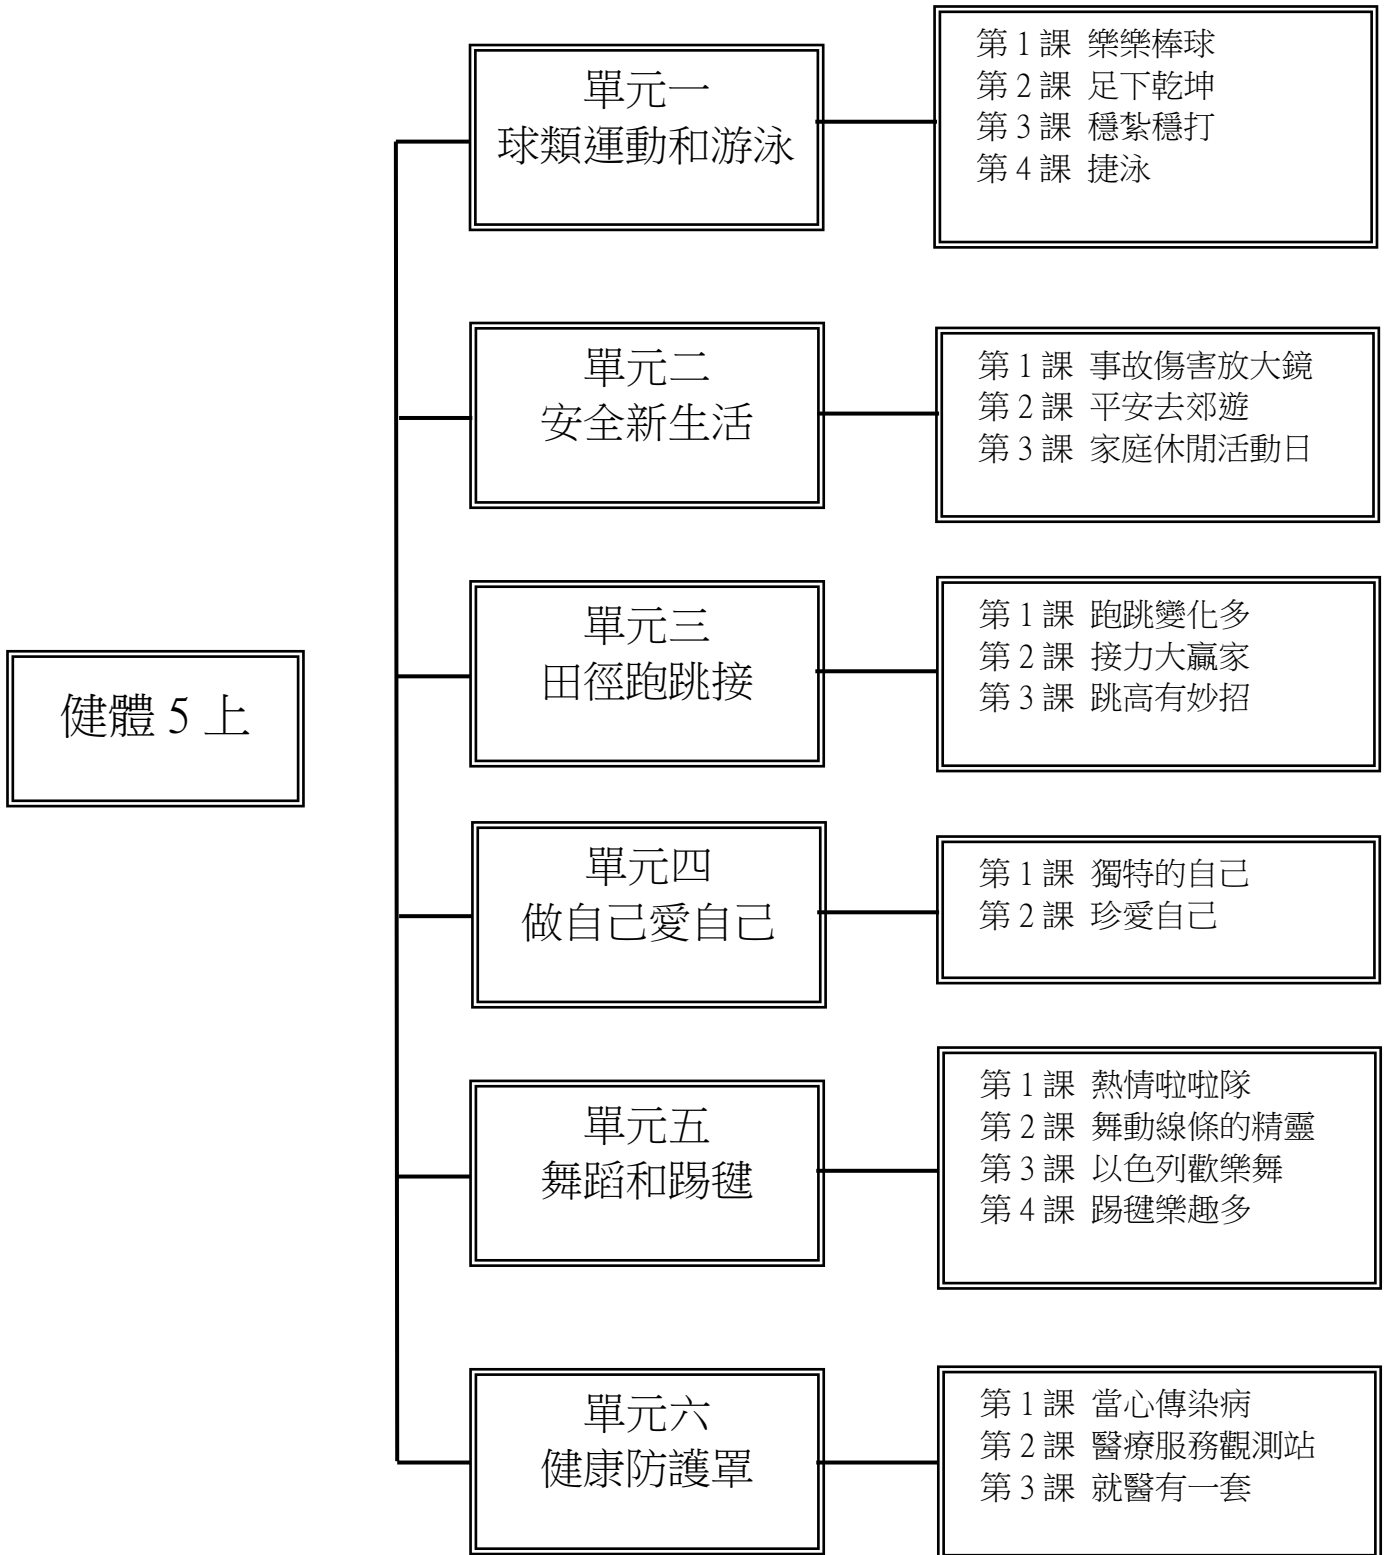 健體 5 上
單元一
球類運動和游泳
第 1 課 樂樂棒球
第 2 課 足下乾坤
第 3 課 穩紮穩打
第 4 課 捷泳
單元二
安全新生活
第 1 課 事故傷害放大鏡
第 2 課 平安去郊遊
第 3 課 家庭休閒活動日
單元三
田徑跑跳接
第 1 課 跑跳變化多
第 2 課 接力大贏家
第 3 課 跳高有妙招
單元四
做自己愛自己
第 1 課 獨特的自己
第 2 課 珍愛自己
單元五
舞蹈和踢毽
第 1 課 熱情啦啦隊
第 2 課 舞動線條的精靈
第 3 課 以色列歡樂舞
第 4 課 踢毽樂趣多
單元六
健康防護罩
第 1 課 當心傳染病
第 2 課 醫療服務觀測站
第 3 課 就醫有一套